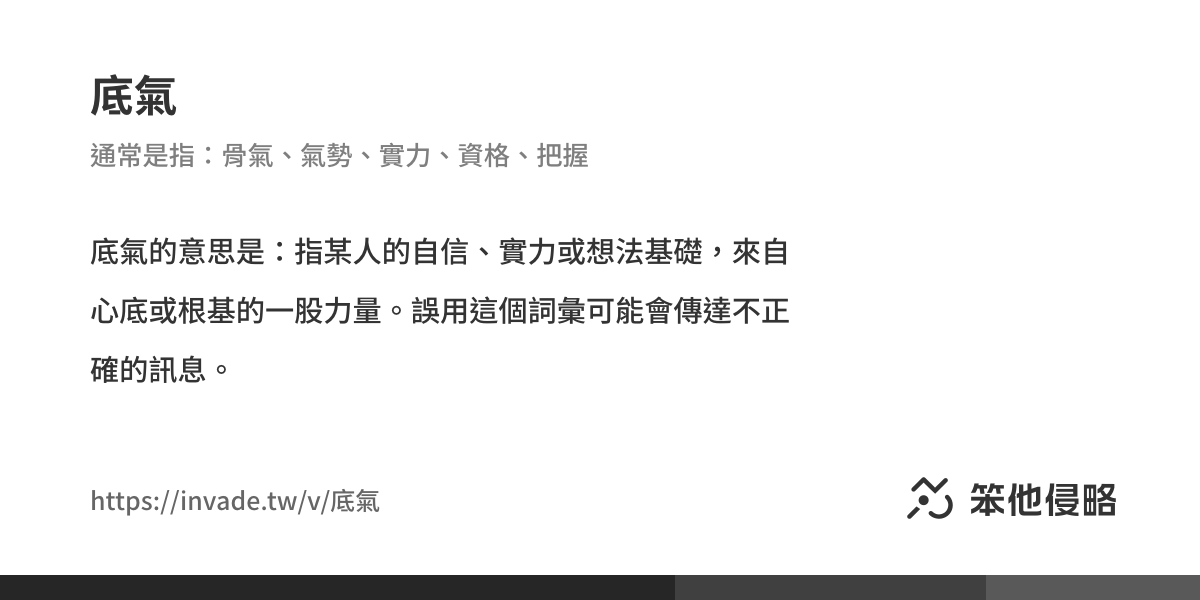 底氣
通常是指：骨氣、氣勢、實力、資格、把握
底氣的意思是：指某人的自信、實力或想法基礎，來自
心底或根基的一股力量。誤用這個詞彙可能會傳達不正
確的訊息。
https://invade.tw/v/底氣
笨他侵略